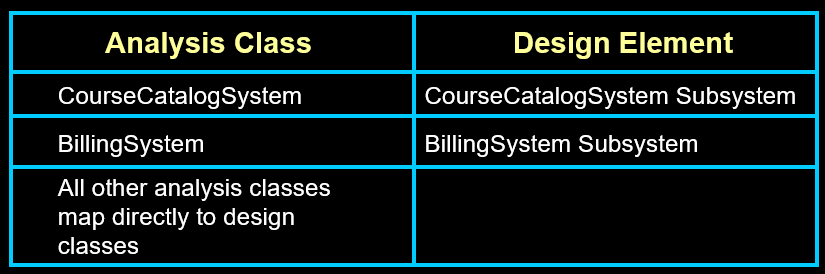 Analysis Class
Design Element
CourseCatalogSystem
CourseCatalogSystem Subsystem
BillingSystem
BillingSystem Subsystem
All other analysis classes
map directly to design
classes